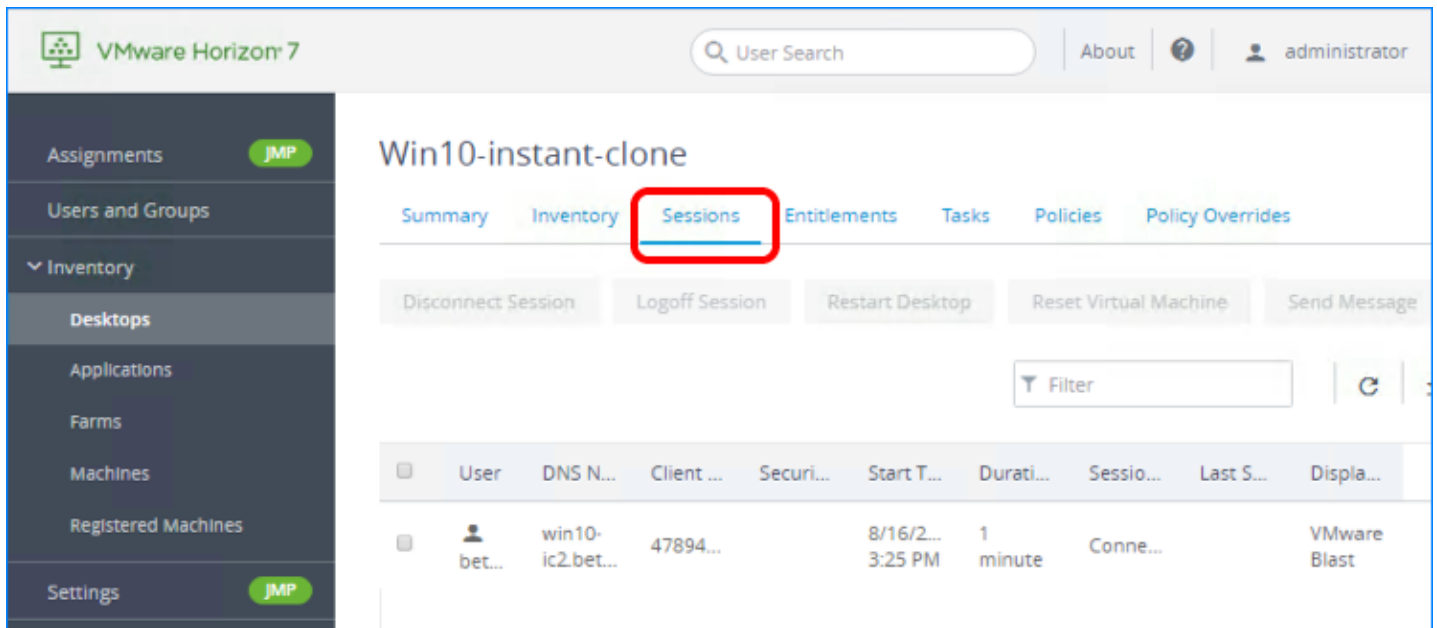 VMware Horizon 7
User Search
About
administrator
Assignments
JMP
Users and Groups
Inventory
Desktops
Applications
Farms
Machines
Registered Machines
Settings
JMP
Win10-instant-clone
Summary Inventory Sessions Entitlements Tasks Policies Policy Overrides
Disconnect Session Logoff Session Restart Desktop Reset Virtual Machine Send Message
Filter
User DNS N... Client ... Securi... Start T... Durati... Sessio... Last S... Displa...
win10- 8/16/2... 1 VMware
bet... ic2.bet... 47894... 3:25 PM minute Conne... Blast